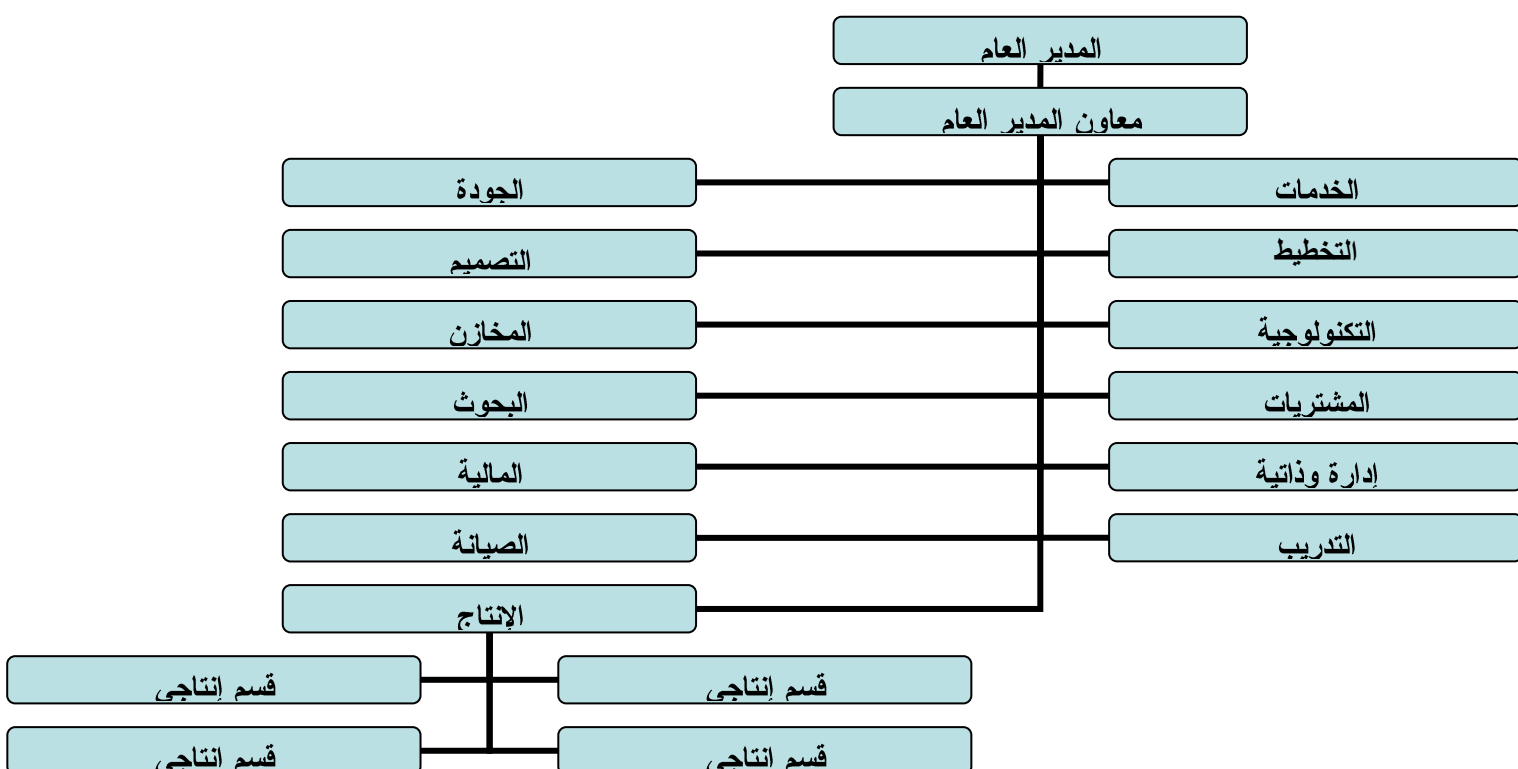 المدير العام
معاون المدير العام
الخدمات
الجودة
التخطيط
التصميم
التكنولوجية
المخازن
المشتريات
البحوث
إدارة وذاتية
المالية
التدريب
الصيانة
الإنتاج
قسم إنتاجي
قسم إنتاجي
قسم إنتاجي
قسم إنتاجي